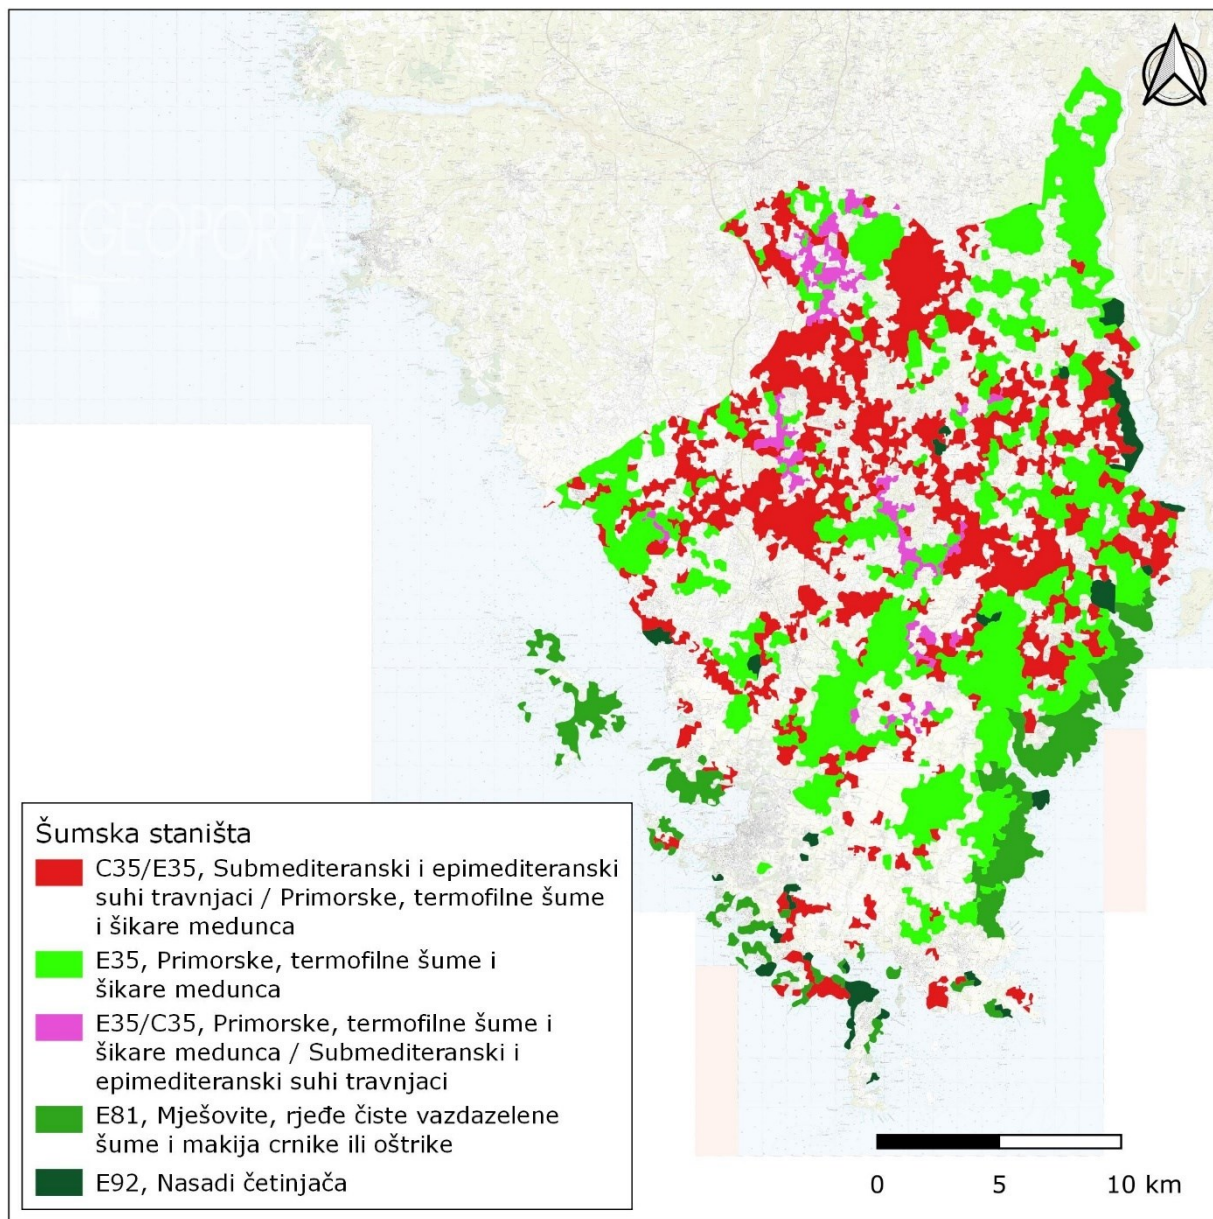 Šumska staništa
C35/E35, Submediteranski i epimediteranski
suhi travnjaci / Primorske, termofilne šume
i šikare medunca
E35, Primorske, termofilne šume i
šikare medunca
E35/C35, Primorske, termofilne šume i
šikare medunca / Submediteranski i
epimediteranski suhi travnjaci
E81, Mješovite, rjeđe čiste vazdazelene
šume i makija crnike ili oštrike
E92, Nasadi četinjača
0 5 10 km